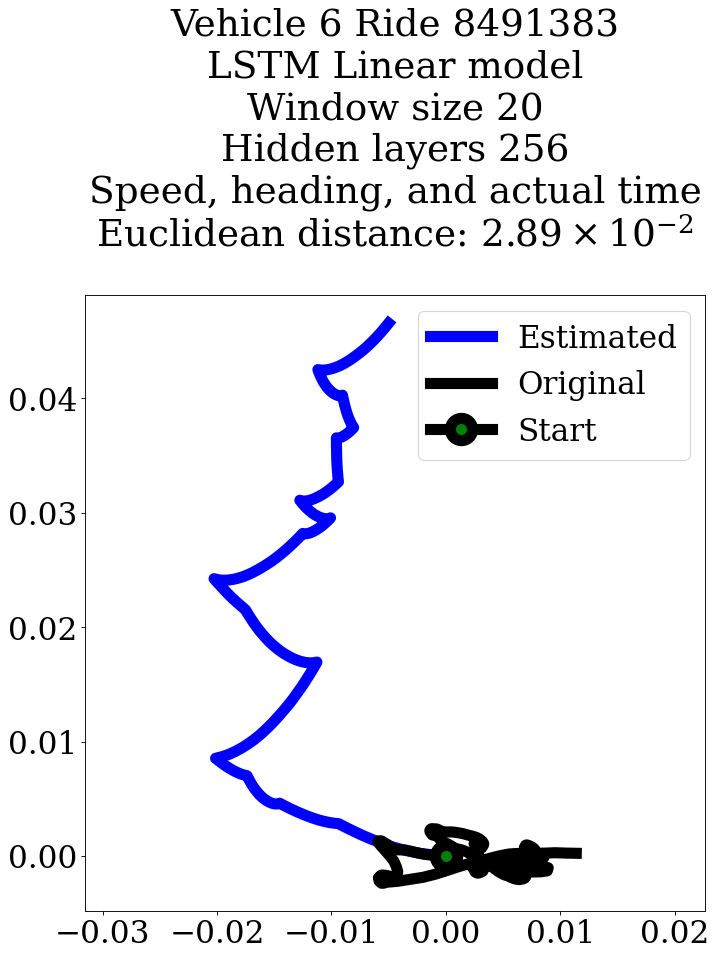 Vehicle 6 Ride 8491383
LSTM Linear model
Window size 20
Hidden layers 256
Speed, heading, and actual time
Euclidean distance: 2.89 × 10⁻²
Estimated
Original
Start
0.04
0.03
0.02
0.01
0.00
−0.03 −0.02 −0.01 0.00 0.01 0.02